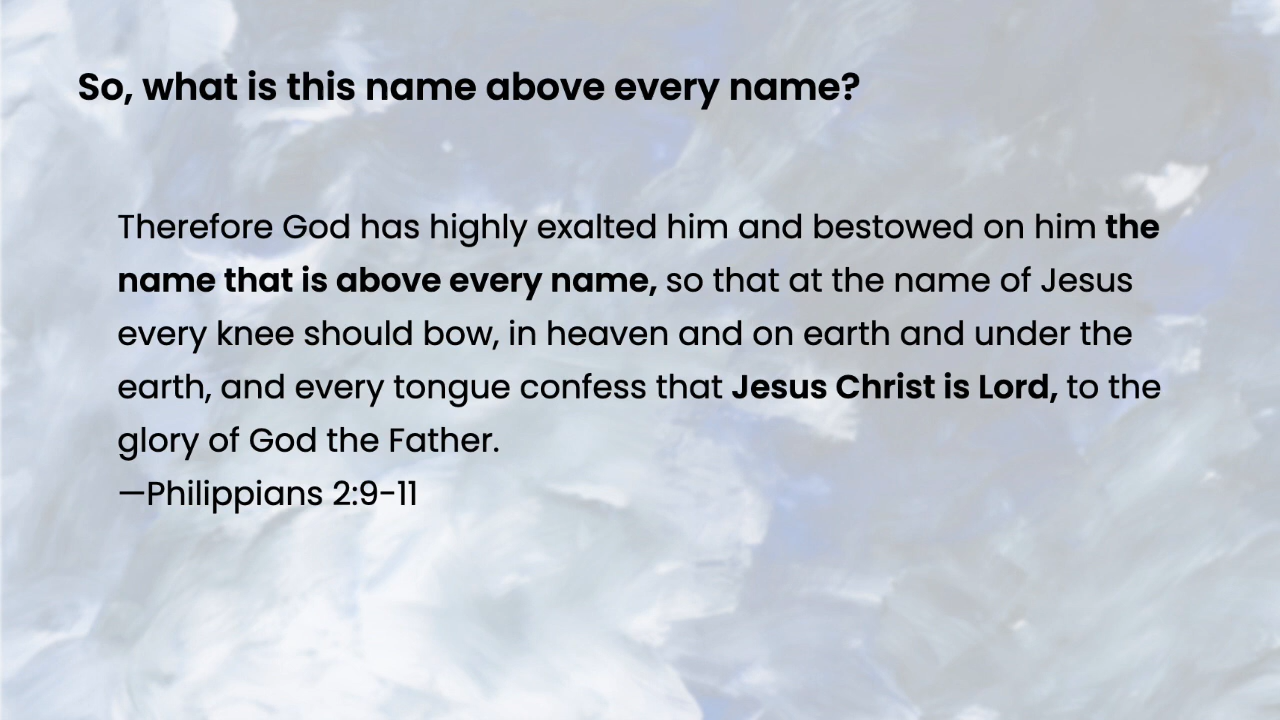 So, what is this name above every name?
Therefore God has highly exalted him and bestowed on him the
name that is above every name, so that at the name of Jesus
every knee should bow, in heaven and on earth and under the
earth, and every tongue confess that Jesus Christ is Lord, to the
glory of God the Father.
—Philippians 2:9-11